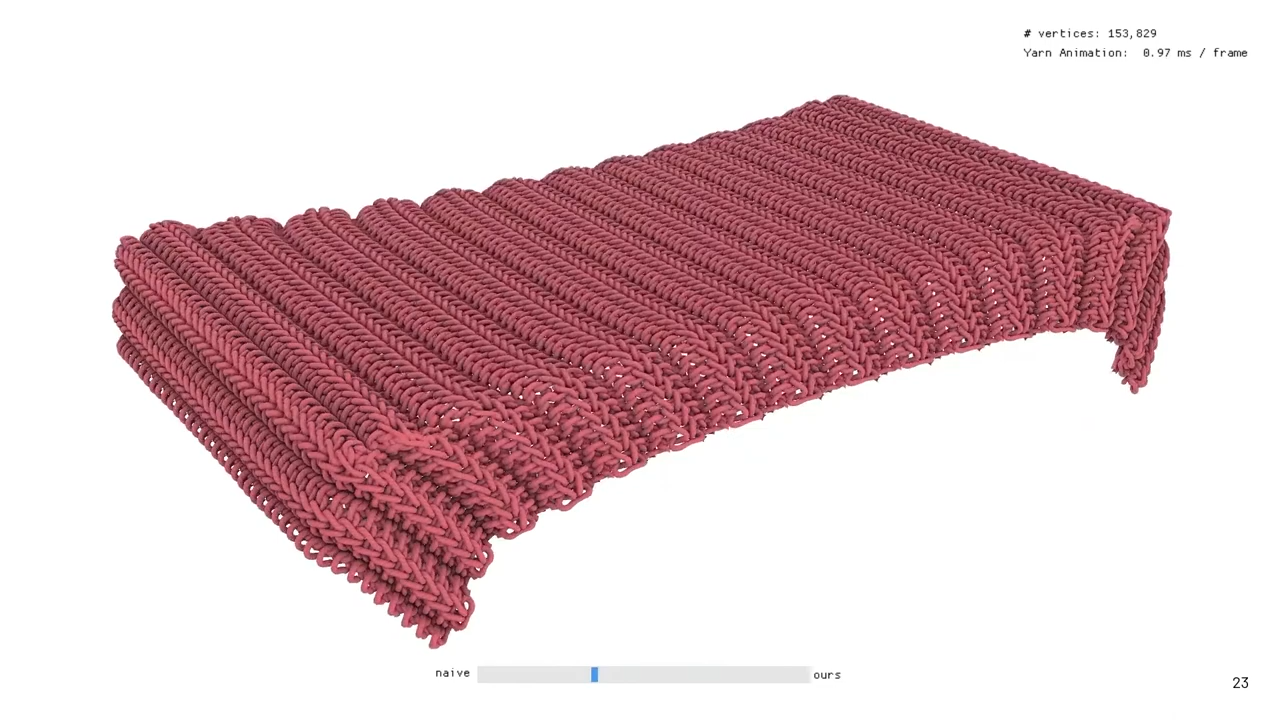 # vertices: 153,829
Yarn Animation: 0.97 ms / frame
naive
ours
23